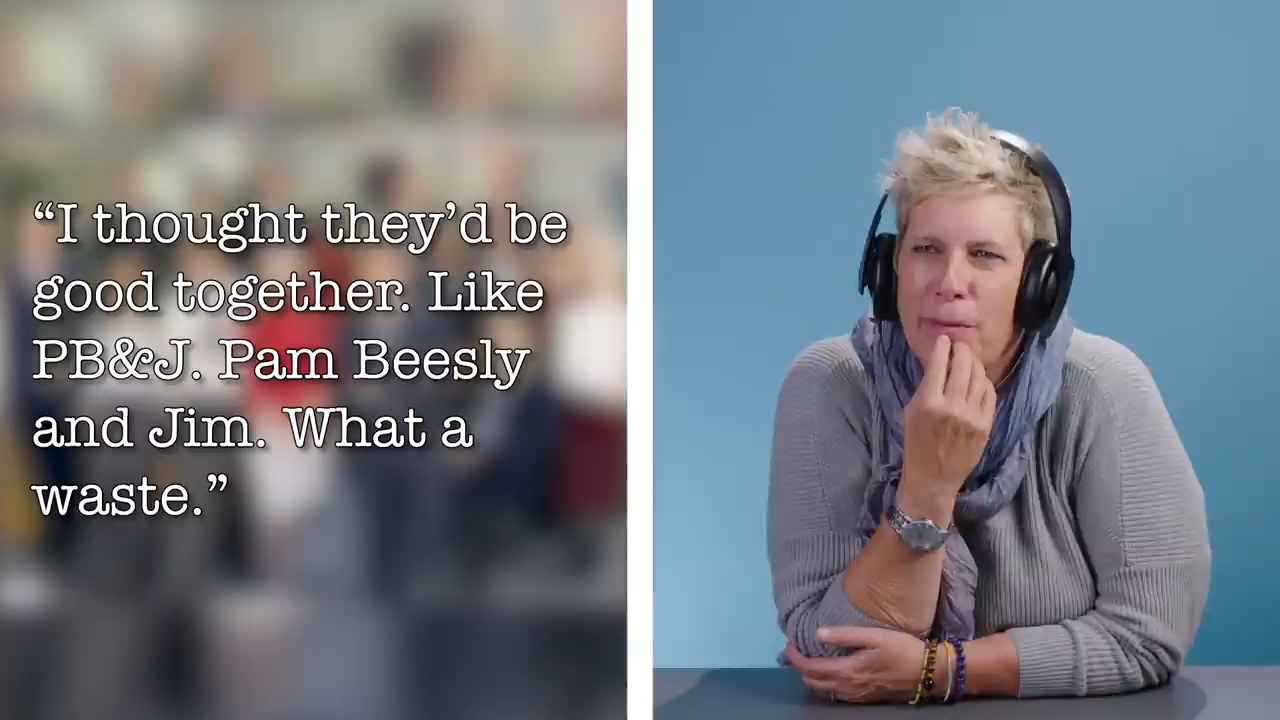 “I thought they’d be
good together. Like
PB&J. Pam Beesly
and Jim. What a
waste.”